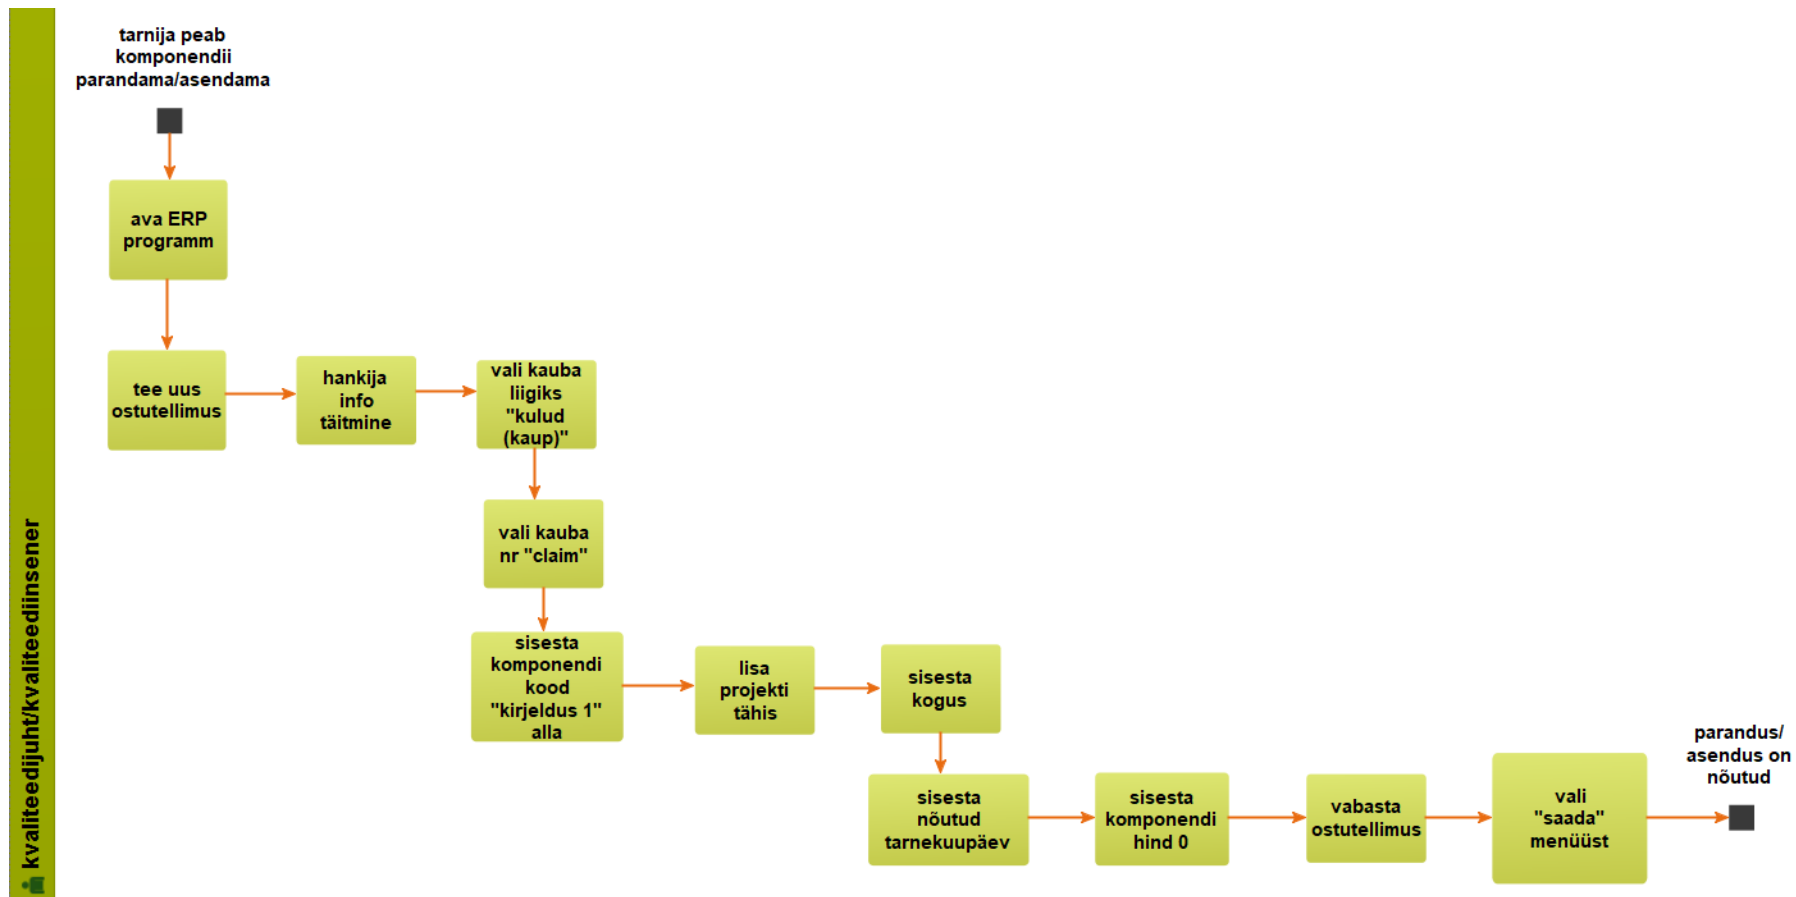 tarnija peab
komponendii
parandama/asendama
ava ERP
programm
tee uus
ostutellimus
hankija
info
täitmine
vali kauba
liigiks
"kulud
(kaup)"
vali kauba
nr "claim"
sisesta
komponendi
kood
"kirjeldus 1"
alla
lisa
projekti
tähis
sisesta
kogus
sisesta
nõutud
tarnekuupäev
sisesta
komponendi
hind 0
vabasta
ostutellimus
vali
"saada"
menüüst
parandus/
asendus on
nõutud
kvaliteedijuht/kvaliteediinsener